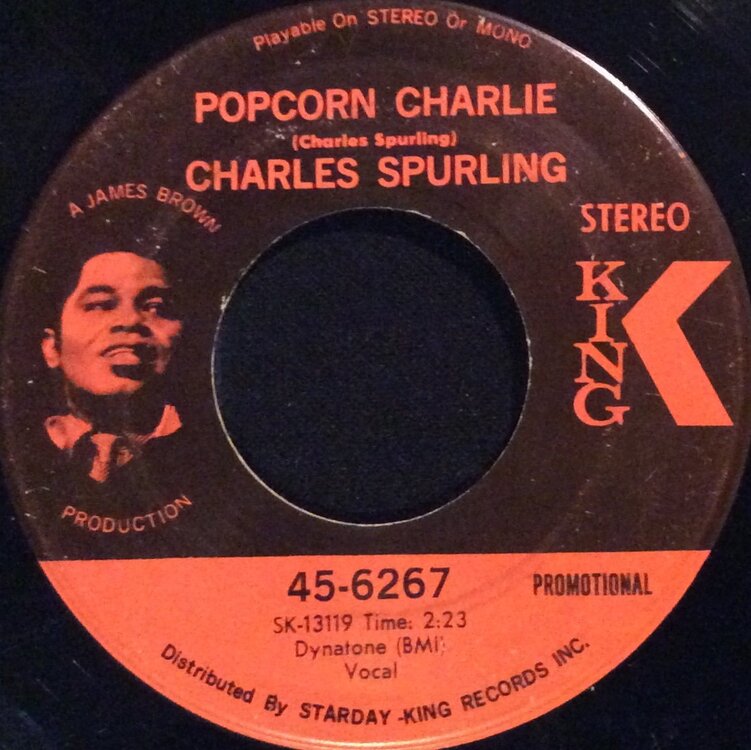 Playable On STEREO Or MONO
POPCORN CHARLIE
(Charles Spurling)
CHARLES SPURLING
A JAMES BROWN
PRODUCTION
STEREO
KING
45-6267
PROMOTIONAL
SK-13119 Time: 2:23
Dynatone (BMI)
Vocal
Distributed By STARDAY-KING RECORDS INC.